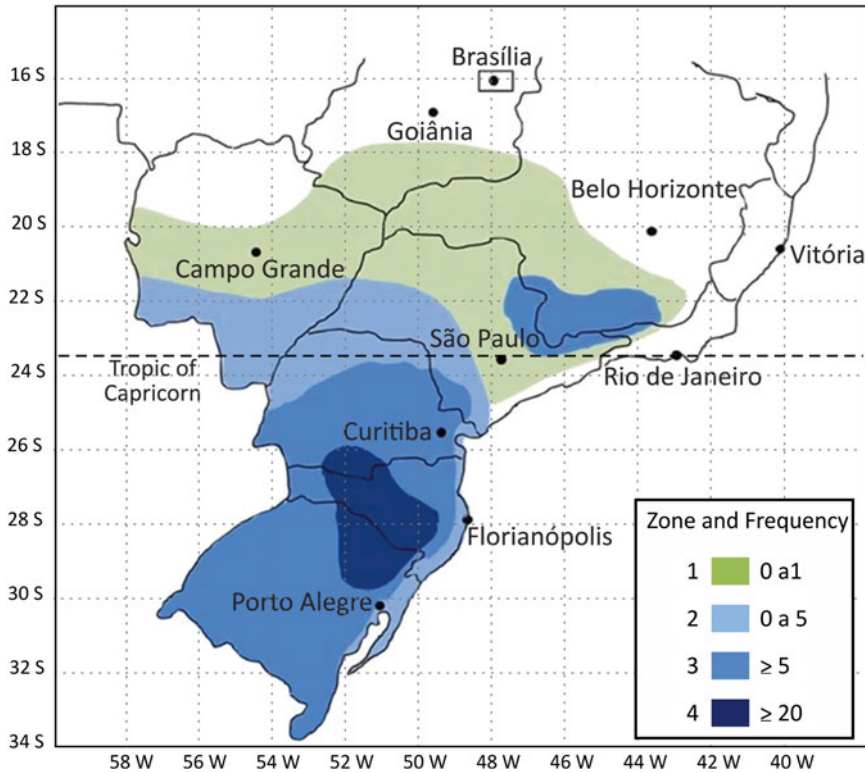 16 S
18 S
20 S
22 S
24 S
26 S
28 S
30 S
32 S
34 S
Brasília
Goiânia
Belo Horizonte
Vitória
Campo Grande
São Paulo
Tropic of
Capricorn
Rio de Janeiro
Curitiba
Florianópolis
Porto Alegre
Zone and Frequency
1 0 a1
2 0 a 5
3 ≥ 5
4 ≥ 20
58 W 56 W 54 W 52 W 50 W 48 W 46 W 44 W 42 W 40 W